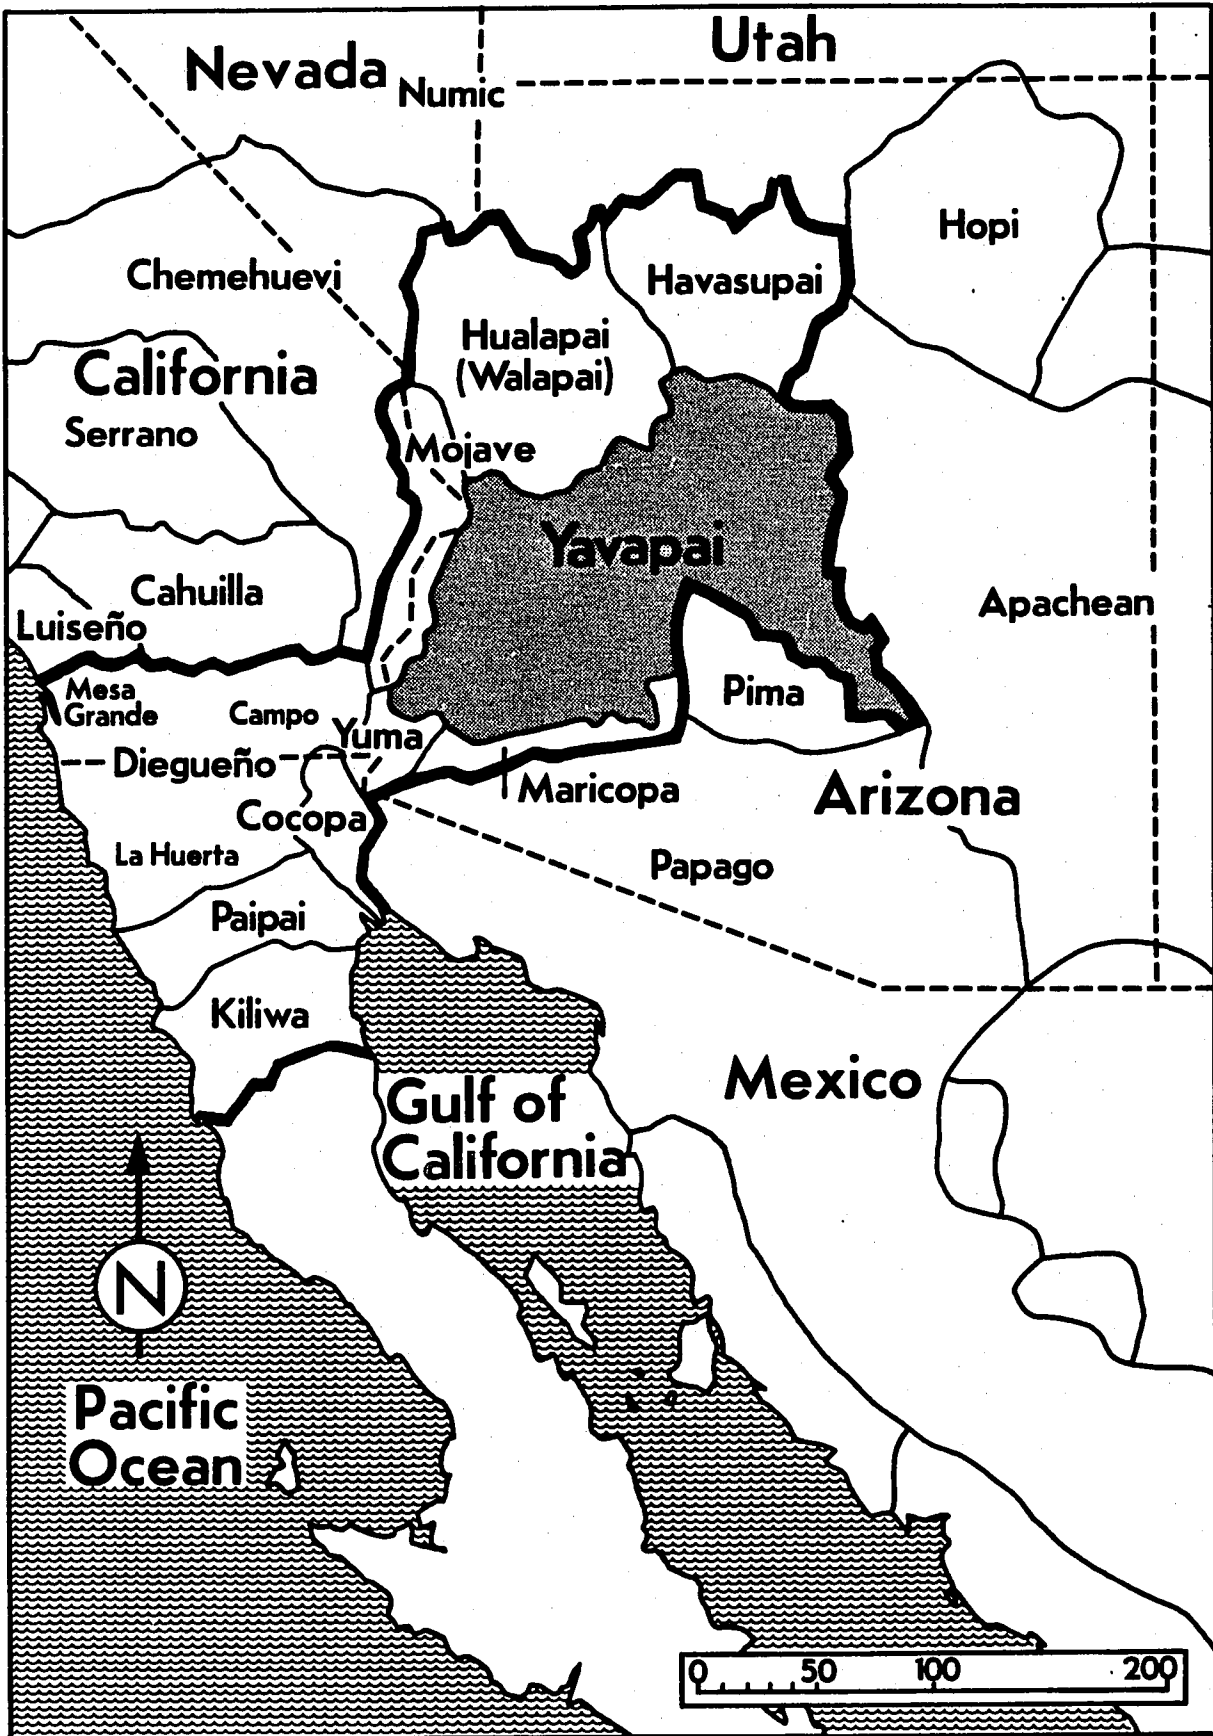 Utah
Nevada
Numic
Hopi
Chemehuevi
Havasupai
Hualapai
(Walapai)
California
Serrano
Mojave
Yavapai
Cahuilla
Apachean
Luiseño
Mesa
Grande
Pima
Campo
Yuma
Diegueño
Maricopa
Arizona
Cocopa
La Huerta
Papago
Paipai
Kiliwa
Mexico
Gulf of
California
N
Pacific
Ocean
0 50 100 200